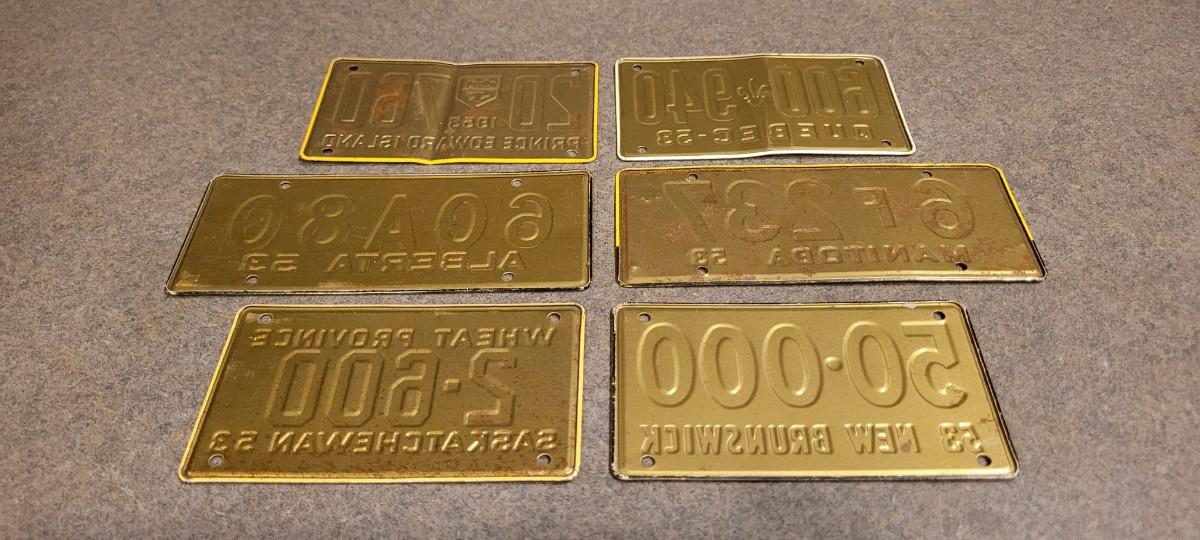 20 760
1953
PRINCE EDWARD ISLAND
600 940
QUEBEC-53
60A80
ALBERTA 53
6F237
MANITOBA 53
WHEAT PROVINCE
2-600
SASKATCHEWAN 53
50·000
53 NEW BRUNSWICK